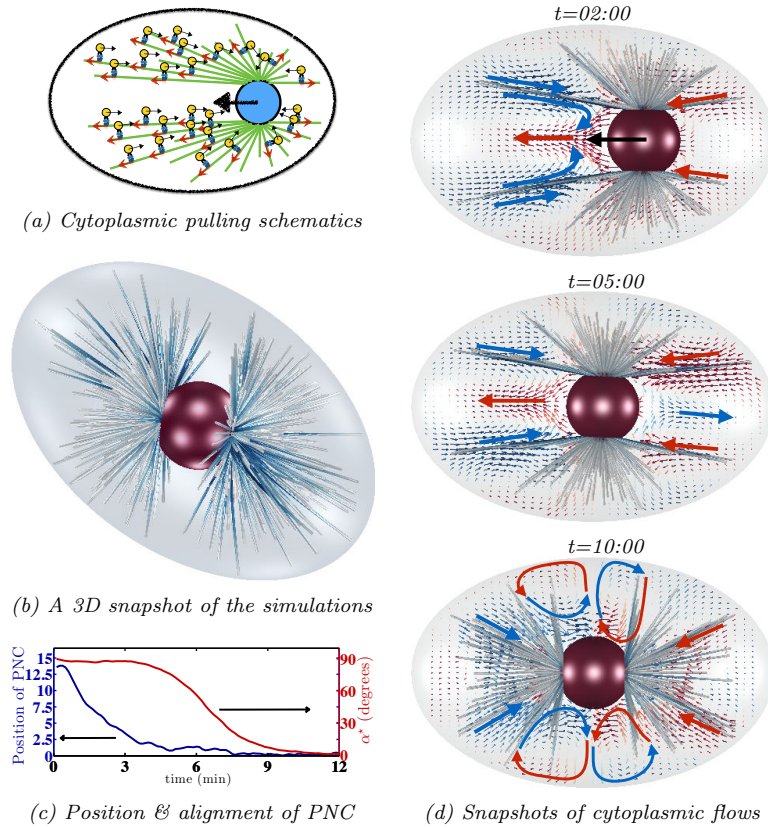 (a) Cytoplasmic pulling schematics
(b) A 3D snapshot of the simulations
Position of PNC
15
12.5
10
7.5
5
2.5
0
90
60
30
0
α* (degrees)
0 3 6 9 12
time (min)
(c) Position & alignment of PNC
t=02:00
t=05:00
t=10:00
(d) Snapshots of cytoplasmic flows